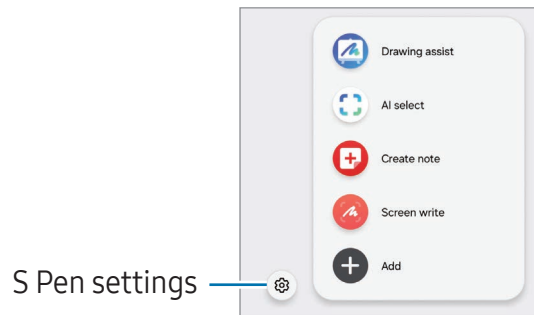 Drawing assist
AI select
Create note
Screen write
Add
S Pen settings